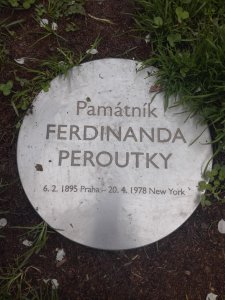 Památník
FERDINANDA
PEROUTKY
6. 2. 1895 Praha – 20. 4. 1978 New York